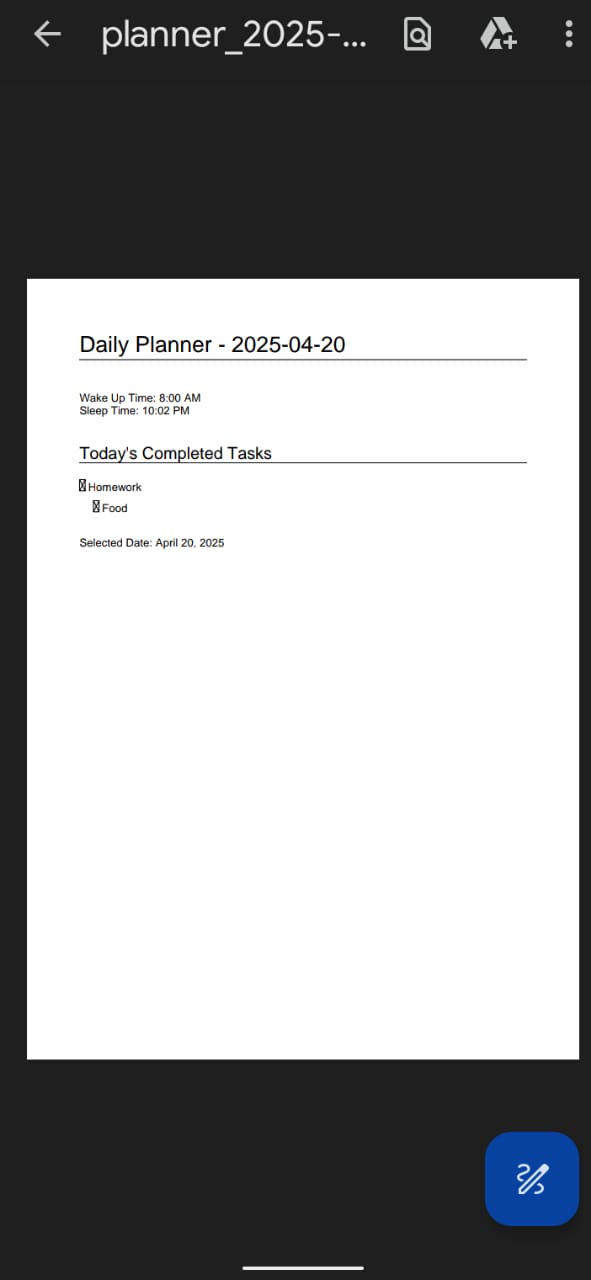 planner_2025-...
Daily Planner - 2025-04-20
Wake Up Time: 8:00 AM
Sleep Time: 10:02 PM
Today's Completed Tasks
Homework
Food
Selected Date: April 20, 2025